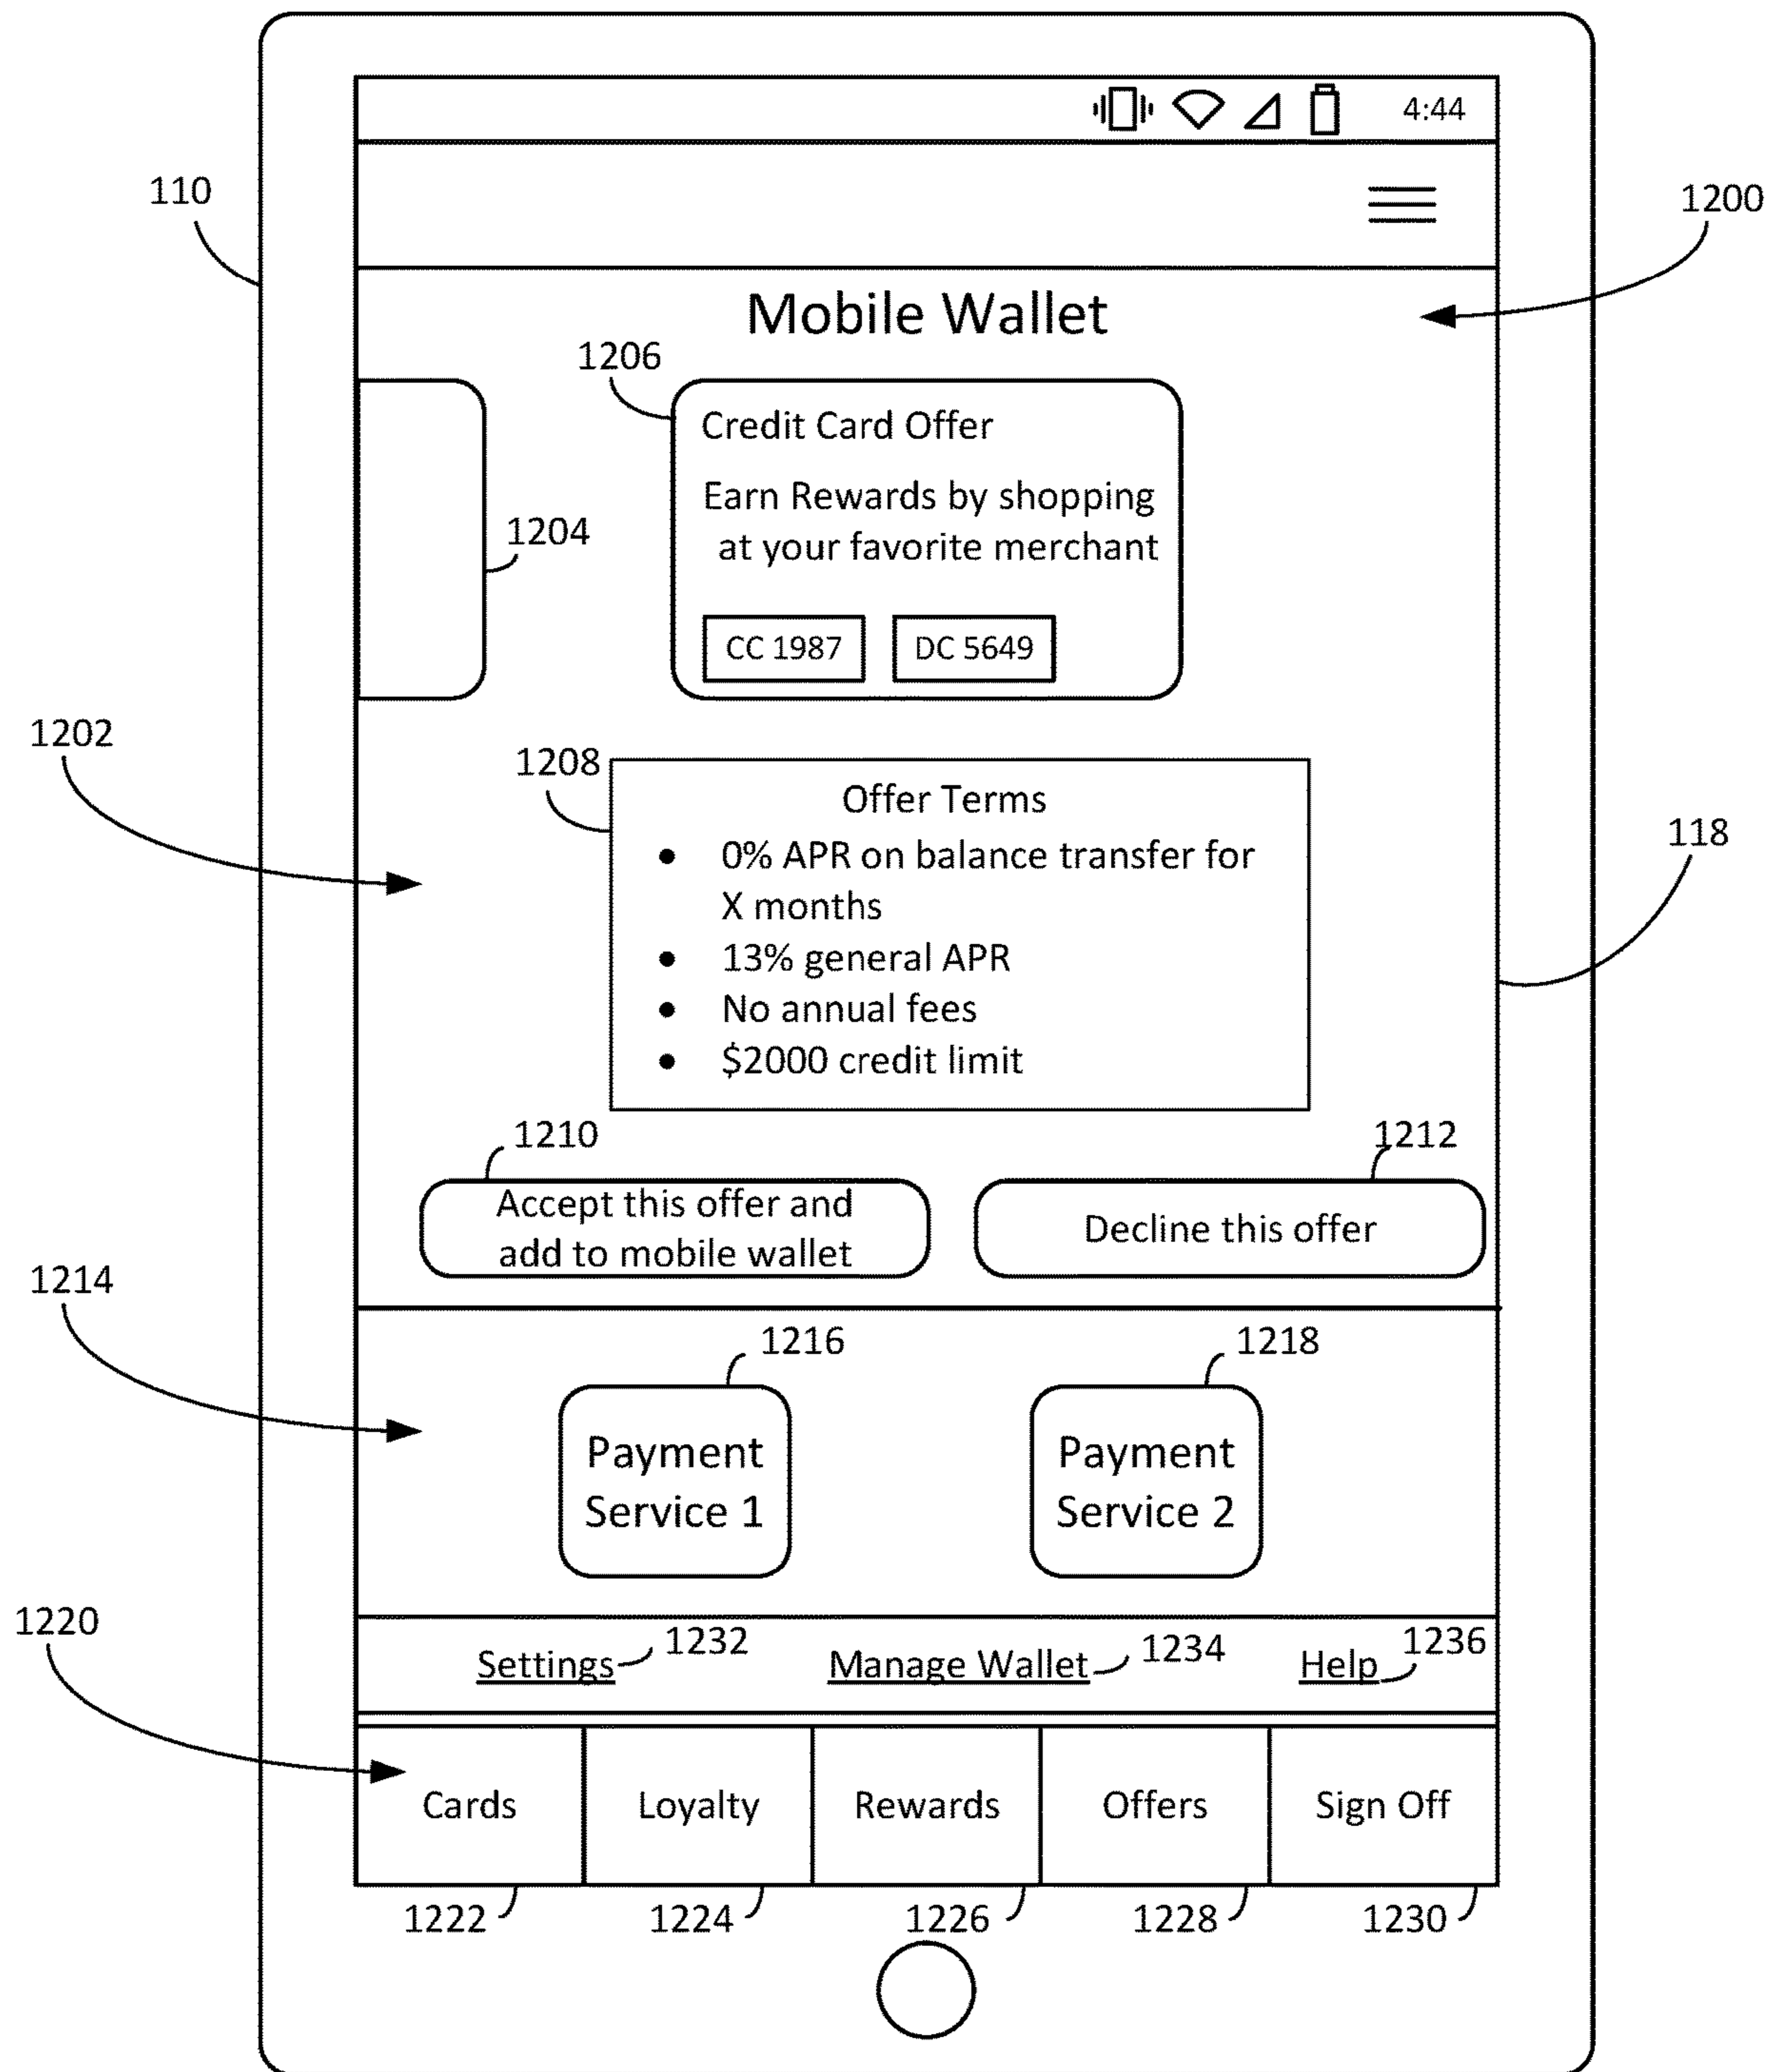 4:44
110
1200
Mobile Wallet
1206
Credit Card Offer
Earn Rewards by shopping
at your favorite merchant
1204
CC 1987
DC 5649
1202
1208
Offer Terms
118
• 0% APR on balance transfer for
X months
• 13% general APR
• No annual fees
• $2000 credit limit
1210
1212
Accept this offer and
add to mobile wallet
Decline this offer
1214
1216
1218
Payment
Service 1
Payment
Service 2
1220
Settings
1232
Manage Wallet
1234
Help
1236
Cards
Loyalty
Rewards
Offers
Sign Off
1222
1224
1226
1228
1230